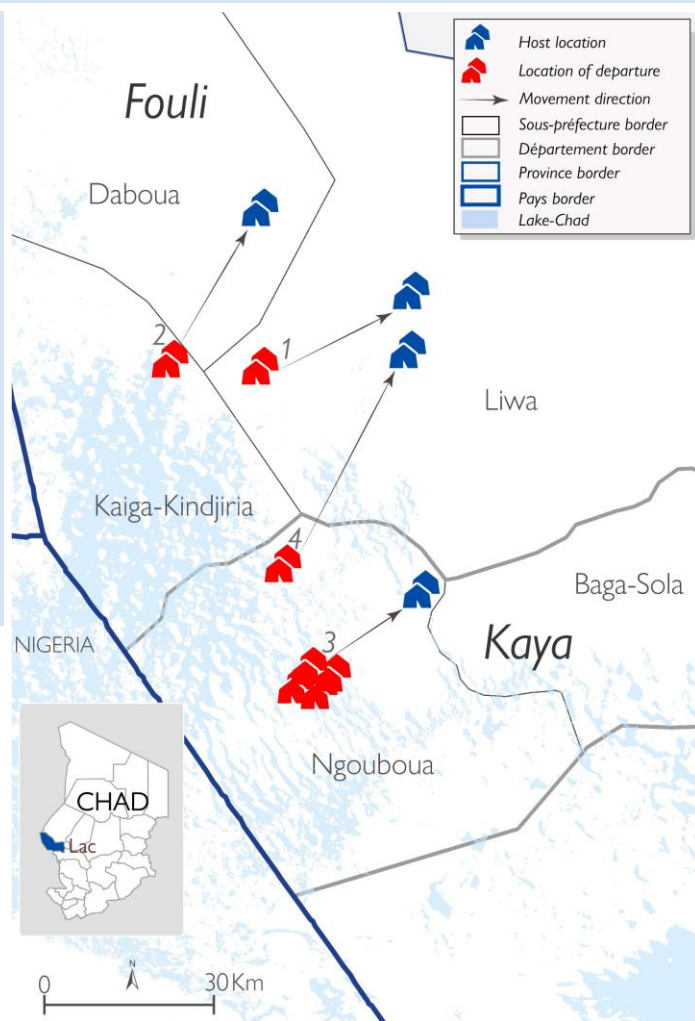 Host location
Location of departure
Movement direction
Sous-préfecture border
Département border
Province border
Pays border
Lake-Chad
Fouli
Daboua
2
1
Liwa
Kaiga-Kindjiria
4
Baga-Sola
3
Kaya
NIGERIA
Ngouboua
CHAD
Lac
N
0
30 Km